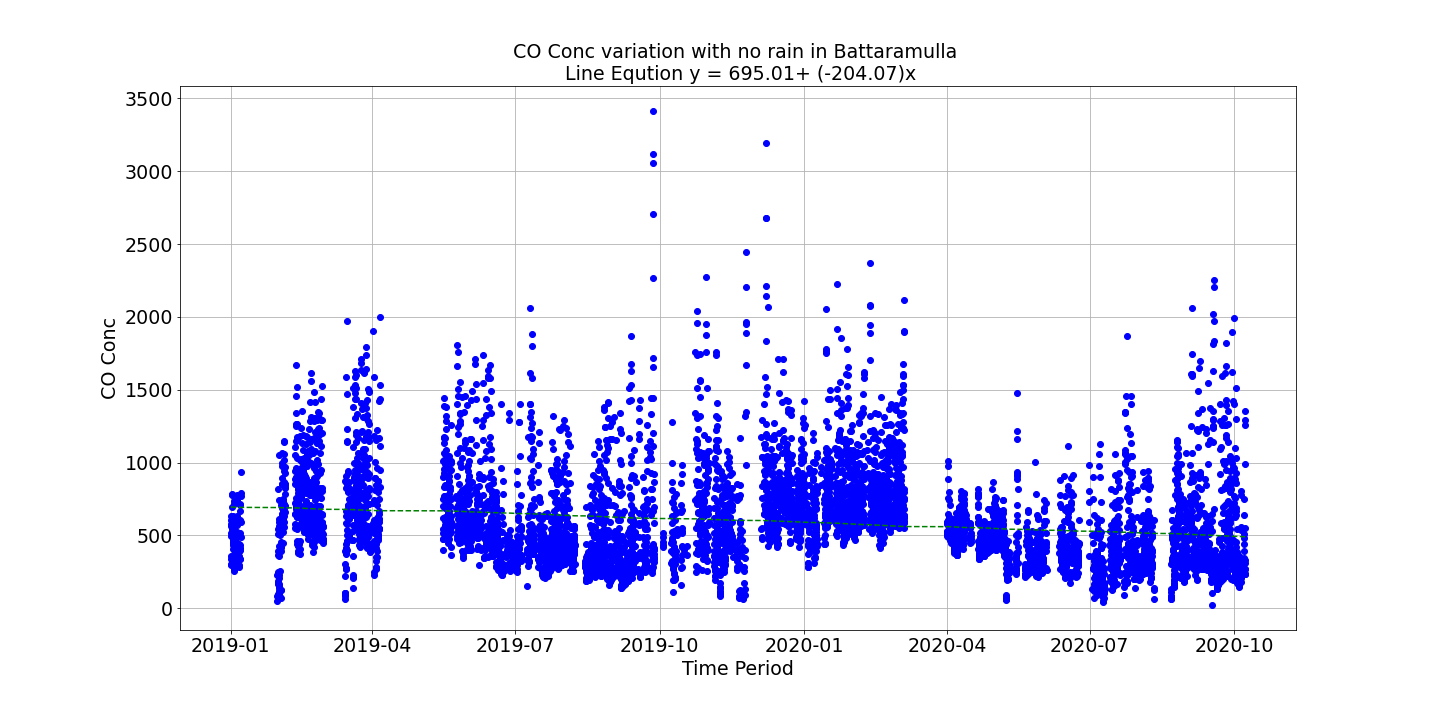 CO Conc variation with no rain in Battaramulla
Line Eqution y = 695.01+ (-204.07)x
3500
3000
2500
2000
1500
1000
500
0
CO Conc
2019-01 2019-04 2019-07 2019-10 2020-01 2020-04 2020-07 2020-10
Time Period